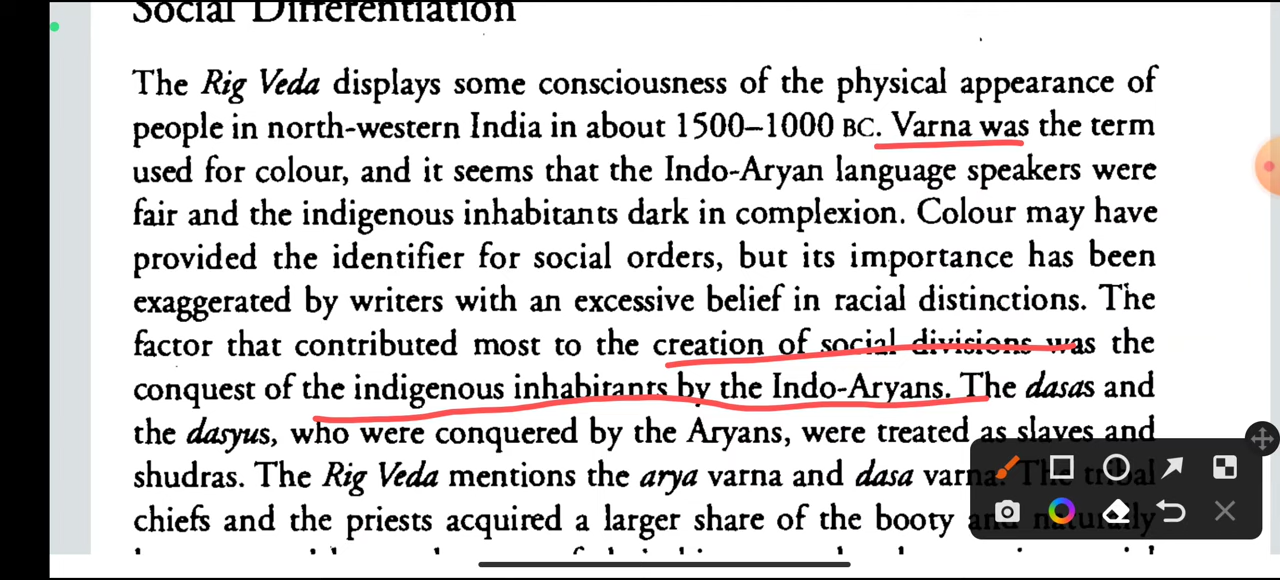 Social Differentiation
The Rig Veda displays some consciousness of the physical appearance of
people in north-western India in about 1500–1000 BC. Varna was the term
used for colour, and it seems that the Indo-Aryan language speakers were
fair and the indigenous inhabitants dark in complexion. Colour may have
provided the identifier for social orders, but its importance has been
exaggerated by writers with an excessive belief in racial distinctions. The
factor that contributed most to the creation of social divisions was the
conquest of the indigenous inhabitants by the Indo-Aryans. The dasas and
the dasyus, who were conquered by the Aryans, were treated as slaves and
shudras. The Rig Veda mentions the arya varna and dasa varna. The tribal
chiefs and the priests acquired a larger share of the booty and naturally